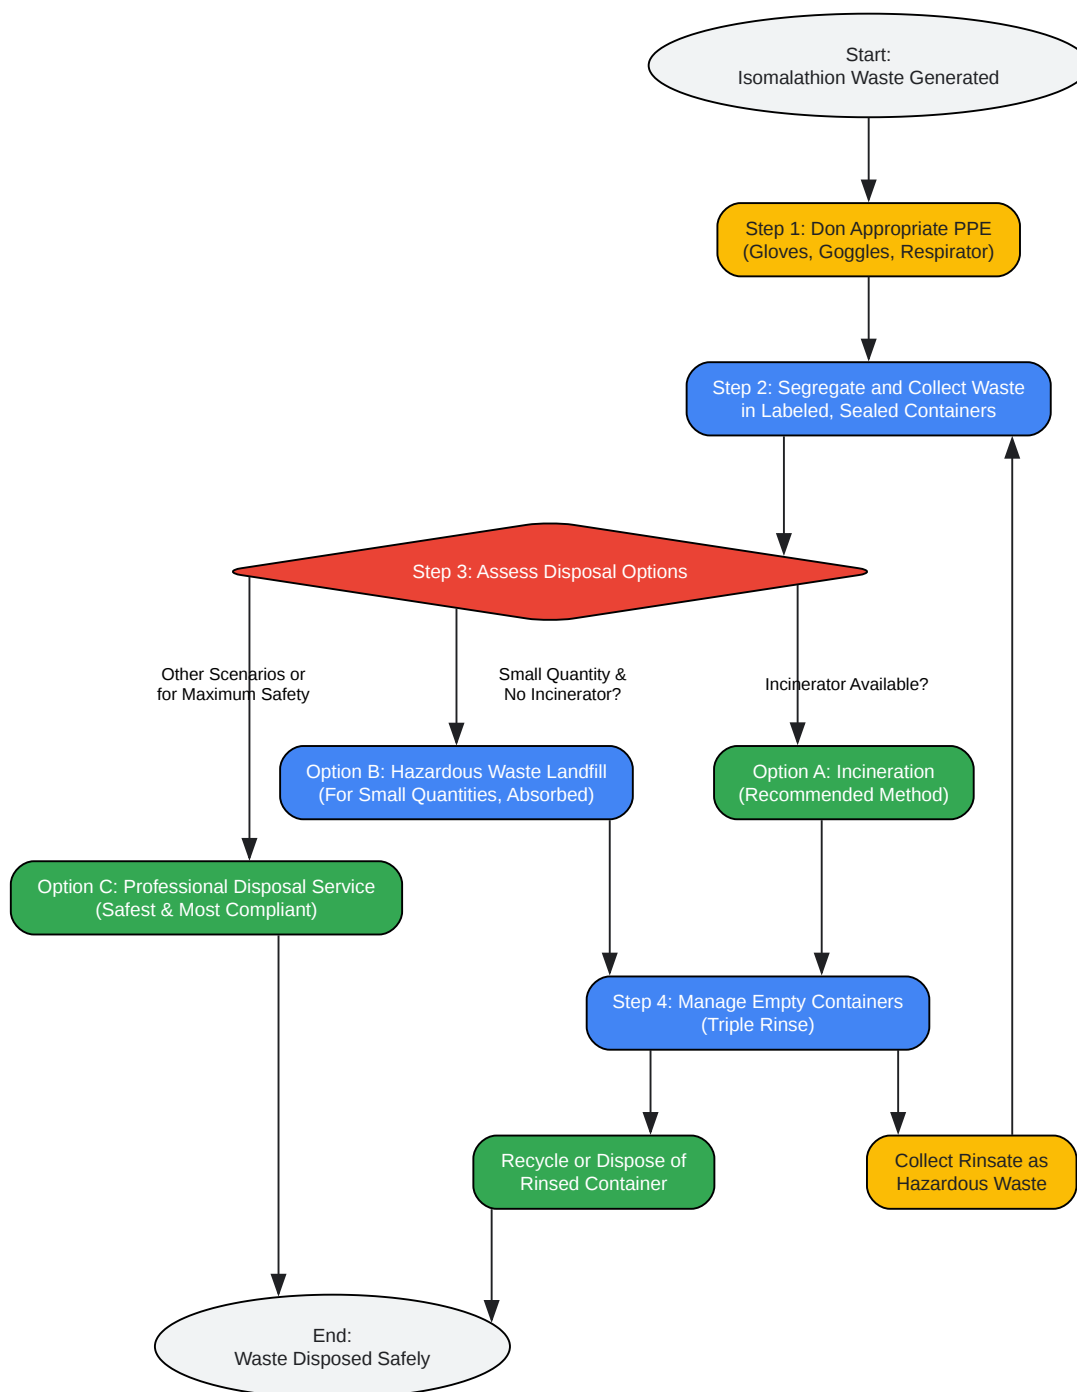 Start:
Isomalathion Waste Generated
Step 1: Don Appropriate PPE
(Gloves, Goggles, Respirator)
Step 2: Segregate and Collect Waste
in Labeled, Sealed Containers
Step 3: Assess Disposal Options
Other Scenarios or
for Maximum Safety
Small Quantity &
No Incinerator?
Incinerator Available?
Option B: Hazardous Waste Landfill
(For Small Quantities, Absorbed)
Option A: Incineration
(Recommended Method)
Option C: Professional Disposal Service
(Safest & Most Compliant)
Step 4: Manage Empty Containers
(Triple Rinse)
Recycle or Dispose of
Rinsed Container
Collect Rinsate as
Hazardous Waste
End:
Waste Disposed Safely